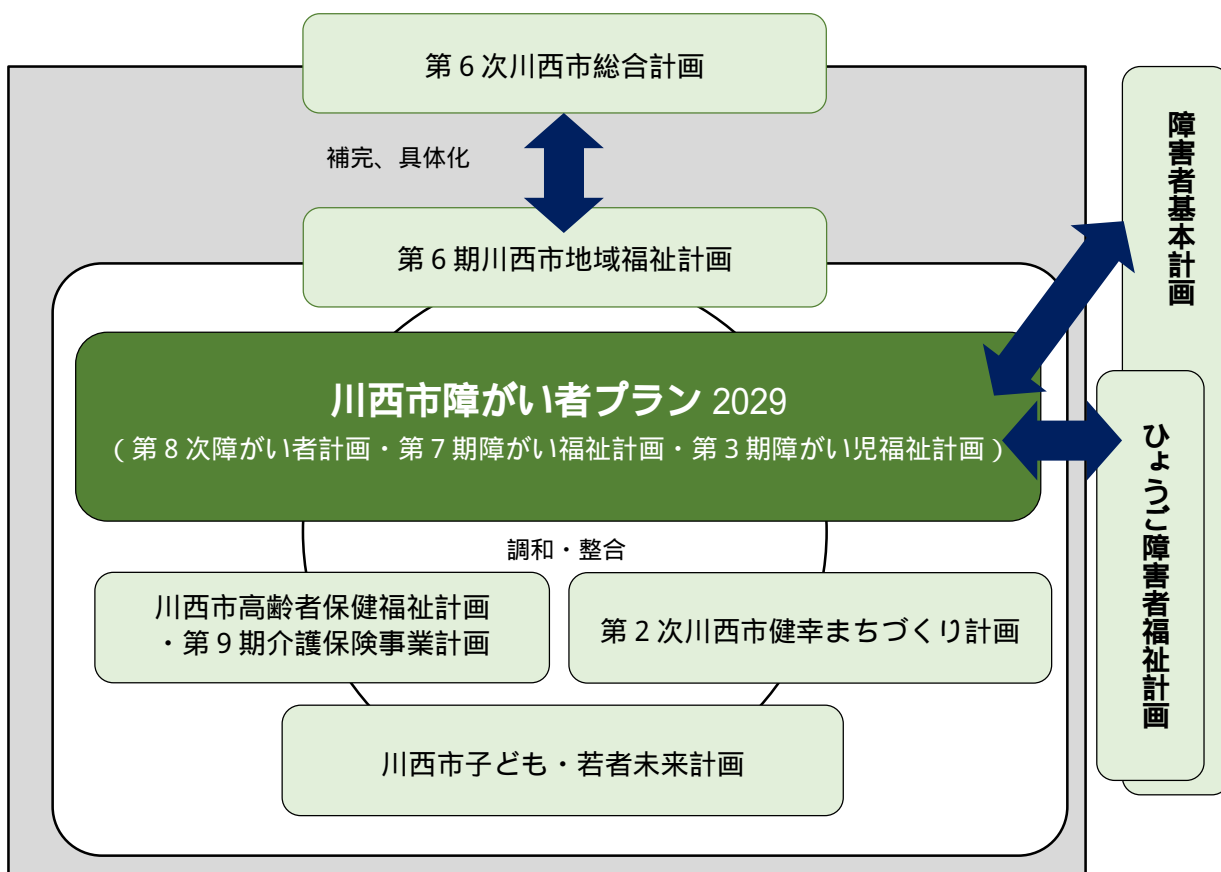 第6次川西市総合計画
補完、具体化
第6期川西市地域福祉計画
川西市障がい者プラン 2029
（第8次障がい者計画・第7期障がい福祉計画・第3期障がい児福祉計画）
調和・整合
川西市高齢者保健福祉計画
・第9期介護保険事業計画
第2次川西市健幸まちづくり計画
川西市子ども・若者未来計画
障害者基本計画
ひょうご障害者福祉計画